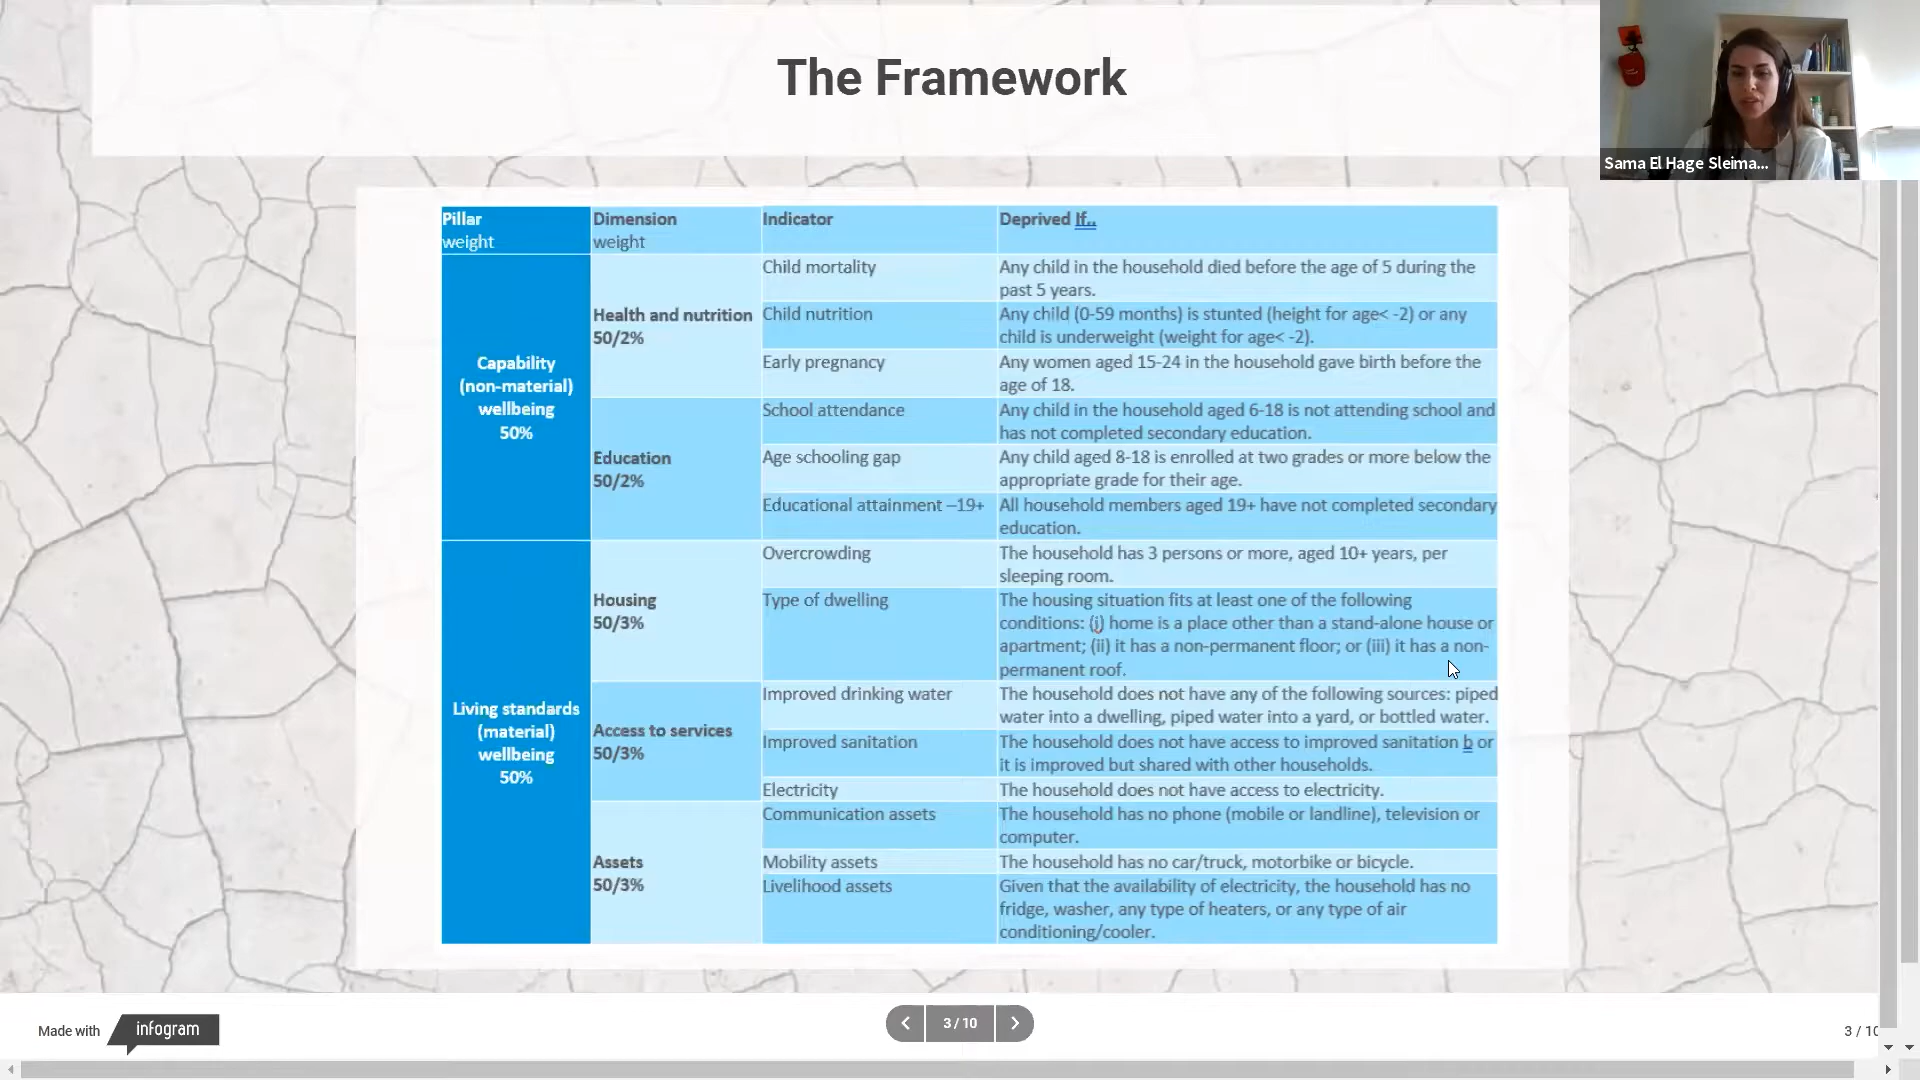 The Framework
Sama El Hage Sleima...
Pillar
weight
Dimension
weight
Indicator
Deprived If..
Capability
(non-material)
wellbeing
50%
Health and nutrition
50/2%
Child mortality
Any child in the household died before the age of 5 during the
past 5 years.
Child nutrition
Any child (0-59 months) is stunted (height for age< -2) or any
child is underweight (weight for age< -2).
Early pregnancy
Any women aged 15-24 in the household gave birth before the
age of 18.
Education
50/2%
School attendance
Any child in the household aged 6-18 is not attending school and
has not completed secondary education.
Age schooling gap
Any child aged 8-18 is enrolled at two grades or more below the
appropriate grade for their age.
Educational attainment –19+
All household members aged 19+ have not completed secondary
education.
Living standards
(material)
wellbeing
50%
Housing
50/3%
Overcrowding
The household has 3 persons or more, aged 10+ years, per
sleeping room.
Type of dwelling
The housing situation fits at least one of the following
conditions: (i) home is a place other than a stand-alone house or
apartment; (ii) it has a non-permanent floor; or (iii) it has a non-
permanent roof.
Access to services
50/3%
Improved drinking water
The household does not have any of the following sources: piped
water into a dwelling, piped water into a yard, or bottled water.
Improved sanitation
The household does not have access to improved sanitation b or
it is improved but shared with other households.
Electricity
The household does not have access to electricity.
Assets
50/3%
Communication assets
The household has no phone (mobile or landline), television or
computer.
Mobility assets
The household has no car/truck, motorbike or bicycle.
Livelihood assets
Given that the availability of electricity, the household has no
fridge, washer, any type of heaters, or any type of air
conditioning/cooler.
Made with infogram
3 / 10
3 / 10